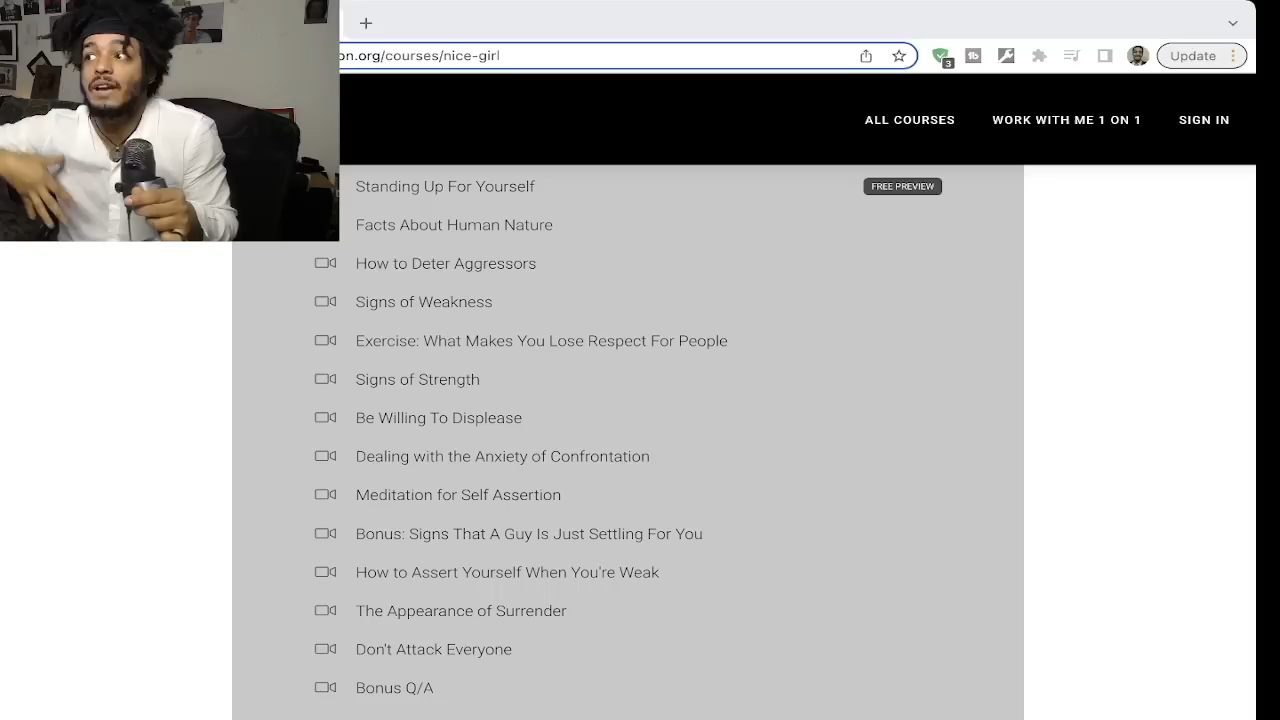 on.org/courses/nice-girl
3
Update
ALL COURSES
WORK WITH ME 1 ON 1
SIGN IN
Standing Up For Yourself
FREE PREVIEW
Facts About Human Nature
How to Deter Aggressors
Signs of Weakness
Exercise: What Makes You Lose Respect For People
Signs of Strength
Be Willing To Displease
Dealing with the Anxiety of Confrontation
Meditation for Self Assertion
Bonus: Signs That A Guy Is Just Settling For You
How to Assert Yourself When You're Weak
The Appearance of Surrender
Don't Attack Everyone
Bonus Q/A